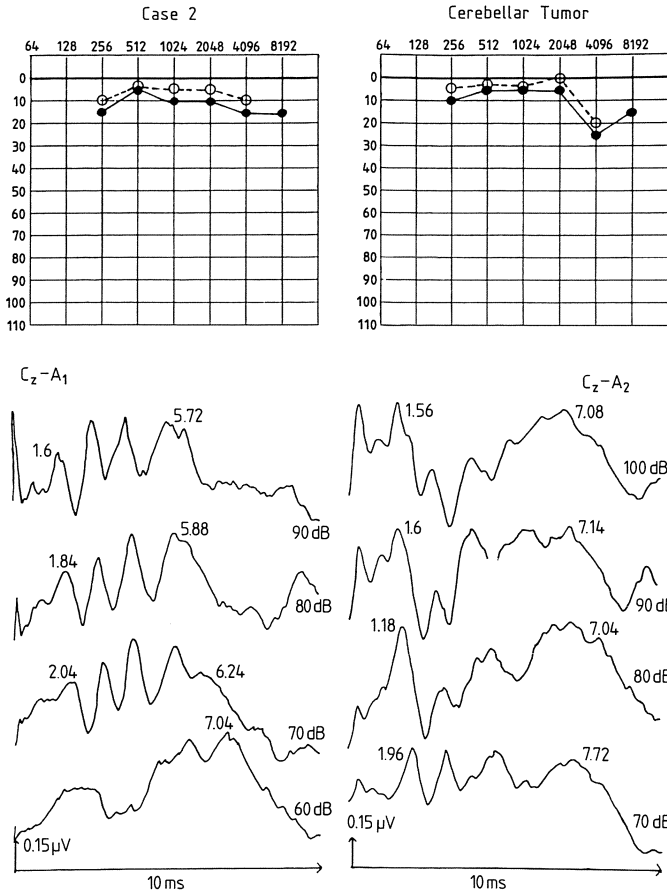 Case 2
Cerebellar Tumor
64 128 256 512 1024 2048 4096 8192
64 128 256 512 1024 2048 4096 8192
0
10
20
30
40
50
60
70
80
90
100
110
0
10
20
30
40
50
60
70
80
90
100
110
Cz-A1
1.6
5.72
90 dB
1.84
5.88
80 dB
2.04
6.24
70 dB
7.04
60 dB
0.15 µV
10 ms
Cz-A2
1.56
7.08
100 dB
1.6
7.14
90 dB
1.18
7.04
80 dB
1.96
7.72
70 dB
0.15 µV
10 ms